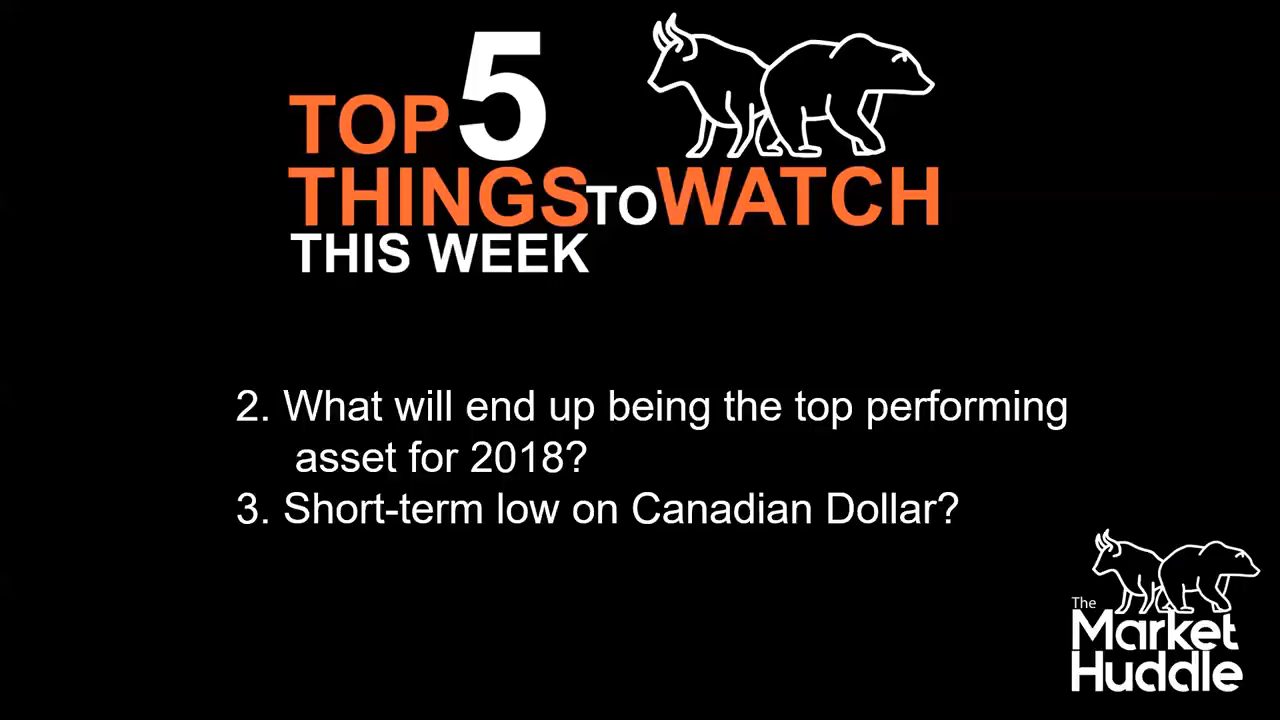 TOP 5
THINGS TO WATCH
THIS WEEK
2. What will end up being the top performing
asset for 2018?
3. Short-term low on Canadian Dollar?
The
Market
Huddle